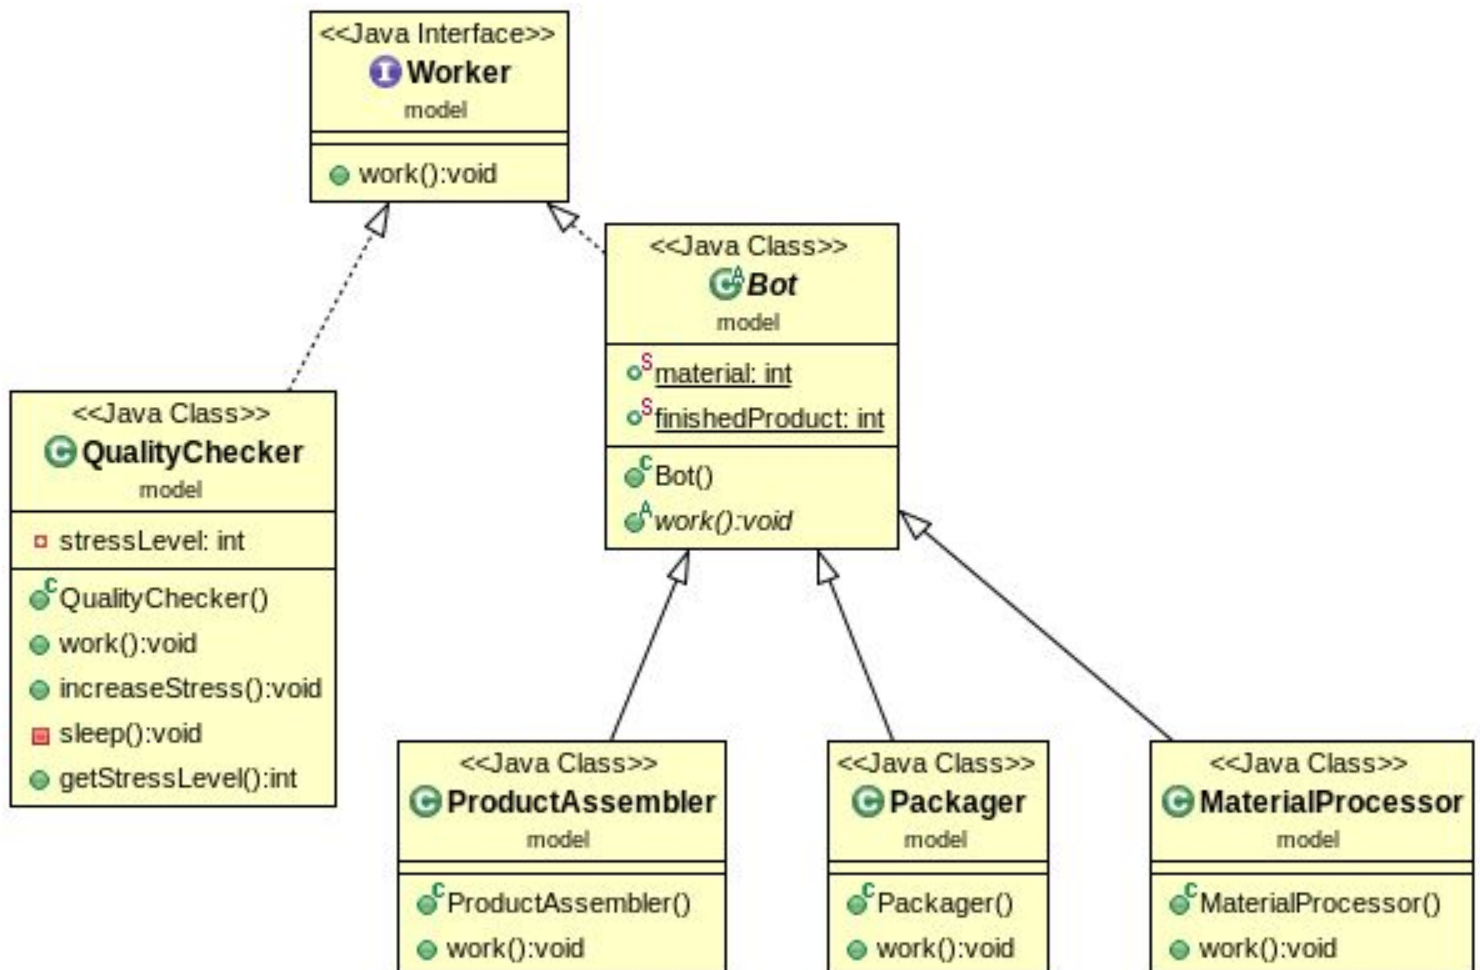 <<Java Interface>>
Worker
model
work():void
<<Java Class>>
Bot
model
material: int
finishedProduct: int
Bot()
work():void
<<Java Class>>
QualityChecker
model
stressLevel: int
QualityChecker()
work():void
increaseStress():void
sleep():void
getStressLevel():int
<<Java Class>>
ProductAssembler
model
ProductAssembler()
work():void
<<Java Class>>
Packager
model
Packager()
work():void
<<Java Class>>
MaterialProcessor
model
MaterialProcessor()
work():void